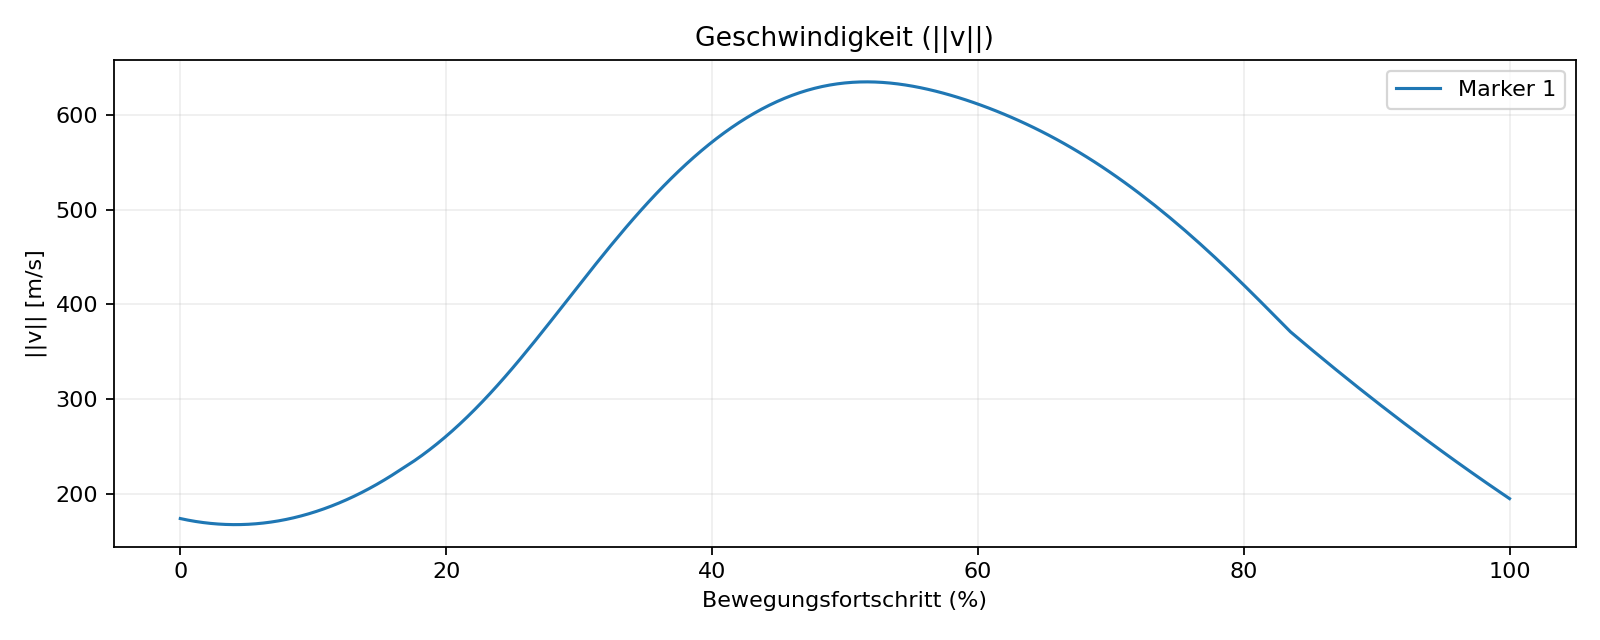 Geschwindigkeit (||v||)
Marker 1
||v|| [m/s]
600
500
400
300
200
0 20 40 60 80 100
Bewegungsfortschritt (%)